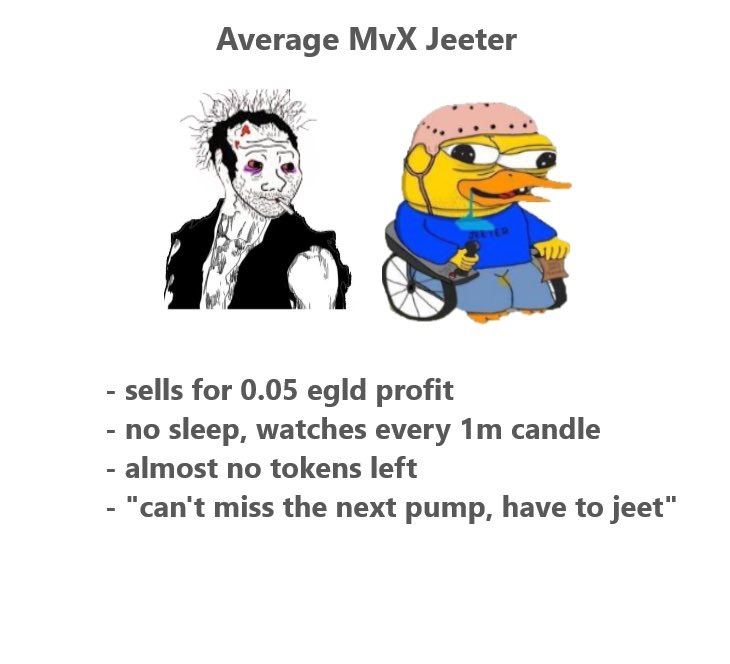 Average MvX Jeeter
JEETER
- sells for 0.05 egld profit
- no sleep, watches every 1m candle
- almost no tokens left
- "can't miss the next pump, have to jeet"